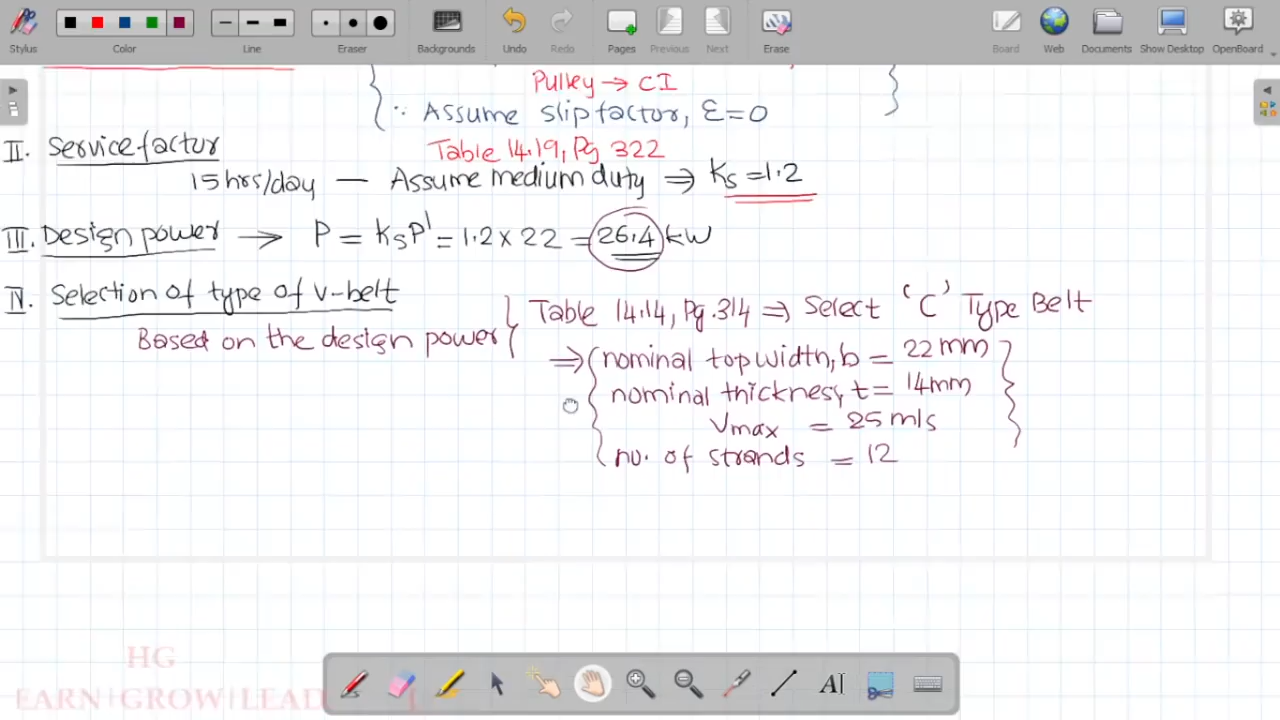 Stylus Color Line Eraser Backgrounds Undo Redo Pages Previous Next Erase Board Web Documents Show Desktop OpenBoard
Pulley → CI
∵ Assume slip factor, ε=0
II. Service factor
Table 14.19, Pg 322
15 hrs/day — Assume medium duty ⇒ Ks =1.2
III. Design power → P = KsP' = 1.2 x 22 = 26.4 kW
IV. Selection of type of V-belt
Table 14.14, Pg.314 ⇒ Select 'C' Type Belt
Based on the design power
⇒ nominal top width, b = 22 mm
nominal thickness, t = 14mm
Vmax = 25 m/s
no. of strands = 12
HG
EARN|GROW|LEAD
AI